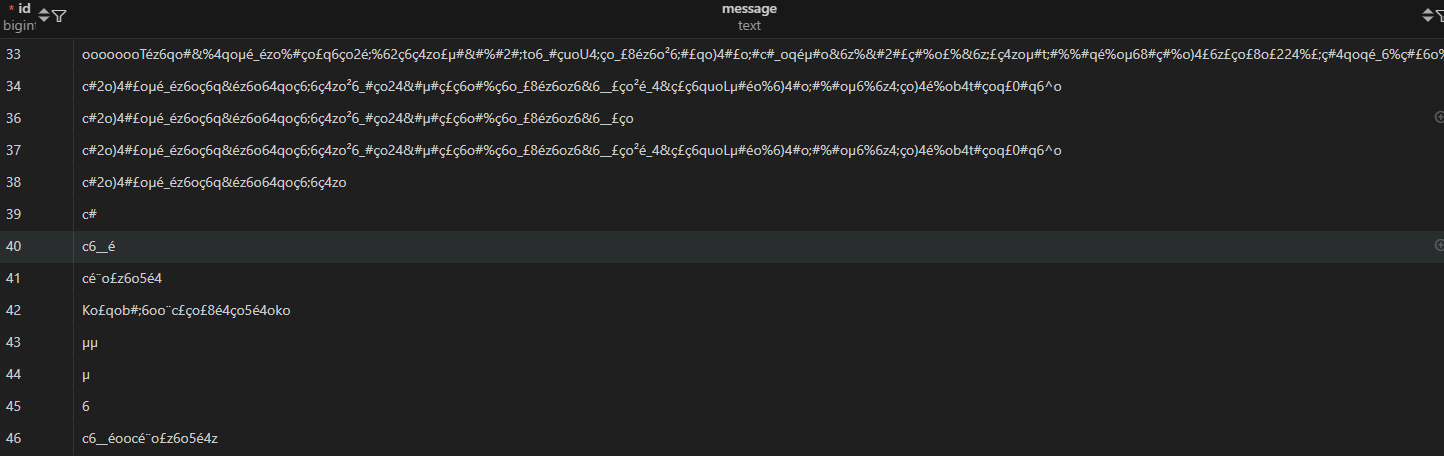 * id bigint message text
33 oooooooTéz6qo#&%4qoµé_ézo%#ço£q6ço2é;%62ç6ç4zo£µ#&#%#2#;to6_#çuoU4;ço_£8éz6o²6;#£qo)4#£o;#c#_oqéµ#o&6z%&#2#£ç#%o£%&6z;£ç4zoµ#t;#%%#qé%oµ68#ç#%o)4£6z£ço£8o£224%£;ç#4qoqé_6%ç#£6o%
34 c#2o)4#£oµé_éz6oç6q&éz6o64qoç6;6ç4zo²6_#ço24&#µ#ç£ç6o#%ç6o_£8éz6oz6&6__£ço²é_4&ç£ç6quoLµ#éo%6)4#o;#%#oµ6%6z4;ço)4é%ob4t#çoq£0#q6^o
36 c#2o)4#£oµé_éz6oç6q&éz6o64qoç6;6ç4zo²6_#ço24&#µ#ç£ç6o#%ç6o_£8éz6oz6&6__£ço
37 c#2o)4#£oµé_éz6oç6q&éz6o64qoç6;6ç4zo²6_#ço24&#µ#ç£ç6o#%ç6o_£8éz6oz6&6__£ço²é_4&ç£ç6quoLµ#éo%6)4#o;#%#oµ6%6z4;ço)4é%ob4t#çoq£0#q6^o
38 c#2o)4#£oµé_éz6oç6q&éz6o64qoç6;6ç4zo
39 c#
40 c6__é
41 cé¨o£z6o5é4
42 Ko£qob#;6oo¨c£ço£8é4ço5é4oko
43 µµ
44 µ
45 6
46 c6__éoocé¨o£z6o5é4z